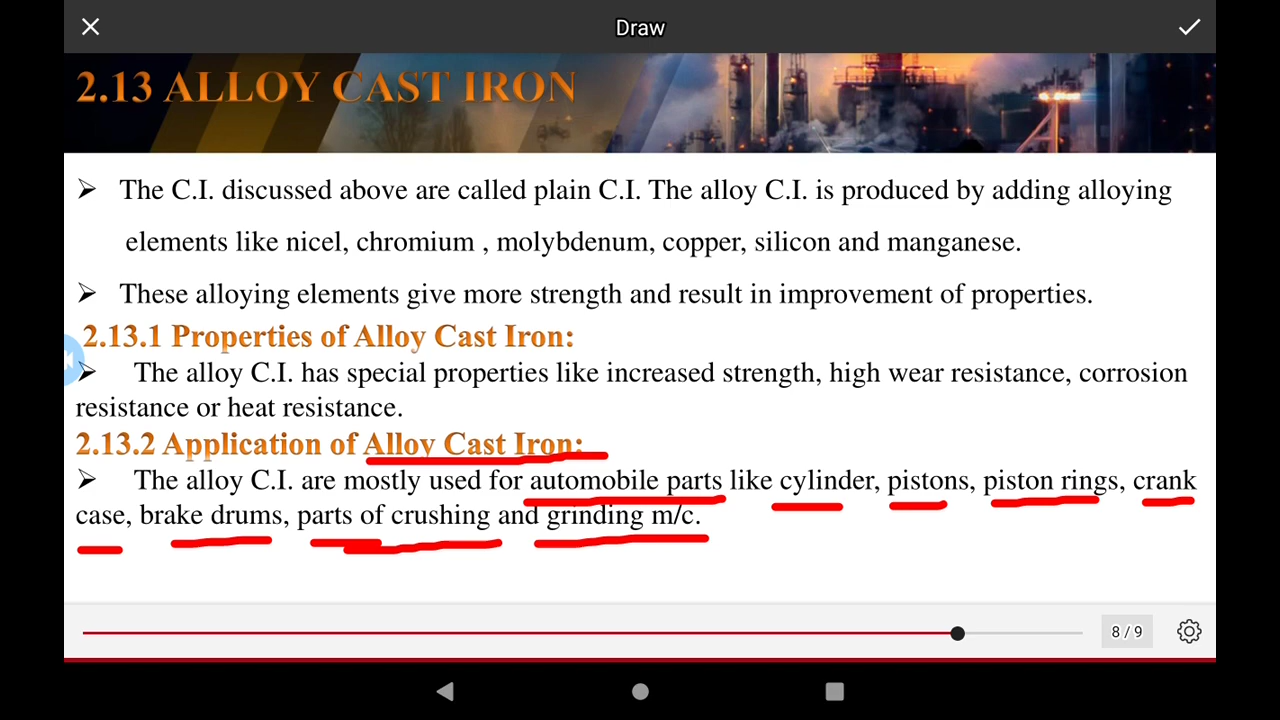 Draw
2.13 ALLOY CAST IRON
➢ The C.I. discussed above are called plain C.I. The alloy C.I. is produced by adding alloying
elements like nicel, chromium , molybdenum, copper, silicon and manganese.
➢ These alloying elements give more strength and result in improvement of properties.
2.13.1 Properties of Alloy Cast Iron:
➢ The alloy C.I. has special properties like increased strength, high wear resistance, corrosion
resistance or heat resistance.
2.13.2 Application of Alloy Cast Iron:
➢ The alloy C.I. are mostly used for automobile parts like cylinder, pistons, piston rings, crank
case, brake drums, parts of crushing and grinding m/c.
8 / 9